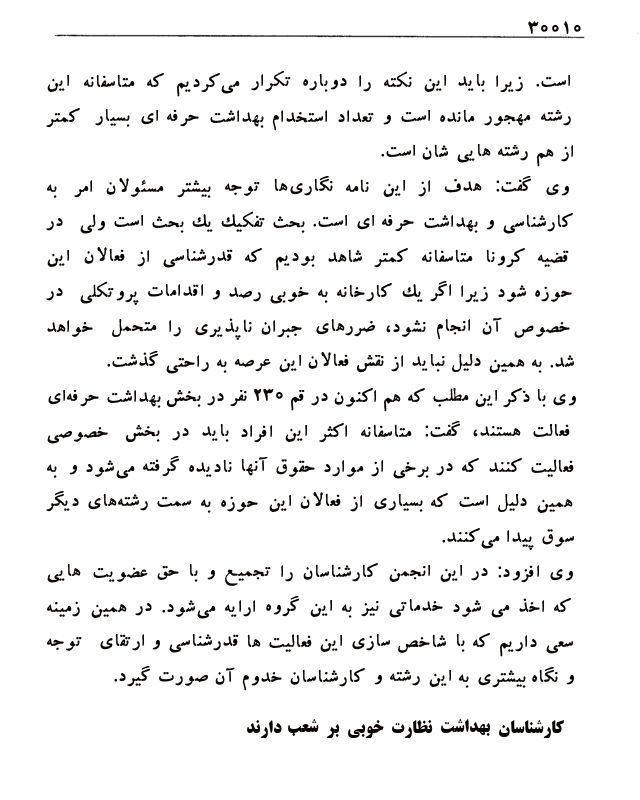 ۳۰۰۱۰
است. زیرا باید این نکته را دوباره تکرار می‌کردیم که متاسفانه این
رشته مهجور مانده است و تعداد استخدام بهداشت حرفه ای بسیار کمتر
از هم رشته هایی شان است.
وی گفت: هدف از این نامه نگاری‌ها توجه بیشتر مسئولان امر به
کارشناسی و بهداشت حرفه ای است. بحث تفکیك یك بحث است ولی در
قضیه کرونا متاسفانه کمتر شاهد بودیم که قدرشناسی از فعالان این
حوزه شود زیرا اگر یك کارخانه به خوبی رصد و اقدامات پروتکلی در
خصوص آن انجام نشود، ضررهای جبران ناپذیری را متحمل خواهد
شد. به همین دلیل نباید از نقش فعالان این عرصه به راحتی گذشت.
وی با ذکر این مطلب که هم اکنون در قم ۲۳۰ نفر در بخش بهداشت حرفه‌ای
فعالت هستند، گفت: متاسفانه اکثر این افراد باید در بخش خصوصی
فعالیت کنند که در برخی از موارد حقوق آنها نادیده گرفته می‌شود و به
همین دلیل است که بسیاری از فعالان این حوزه به سمت رشته‌های دیگر
سوق پیدا می‌کنند.
وی افزود: در این انجمن کارشناسان را تجمیع و با حق عضویت هایی
که اخذ می شود خدماتی نیز به این گروه ارایه می‌شود. در همین زمینه
سعی داریم که با شاخص سازی این فعالیت ها قدرشناسی و ارتقای توجه
و نگاه بیشتری به این رشته و کارشناسان خدوم آن صورت گیرد.
کارشناسان بهداشت نظارت خوبی بر شعب دارند